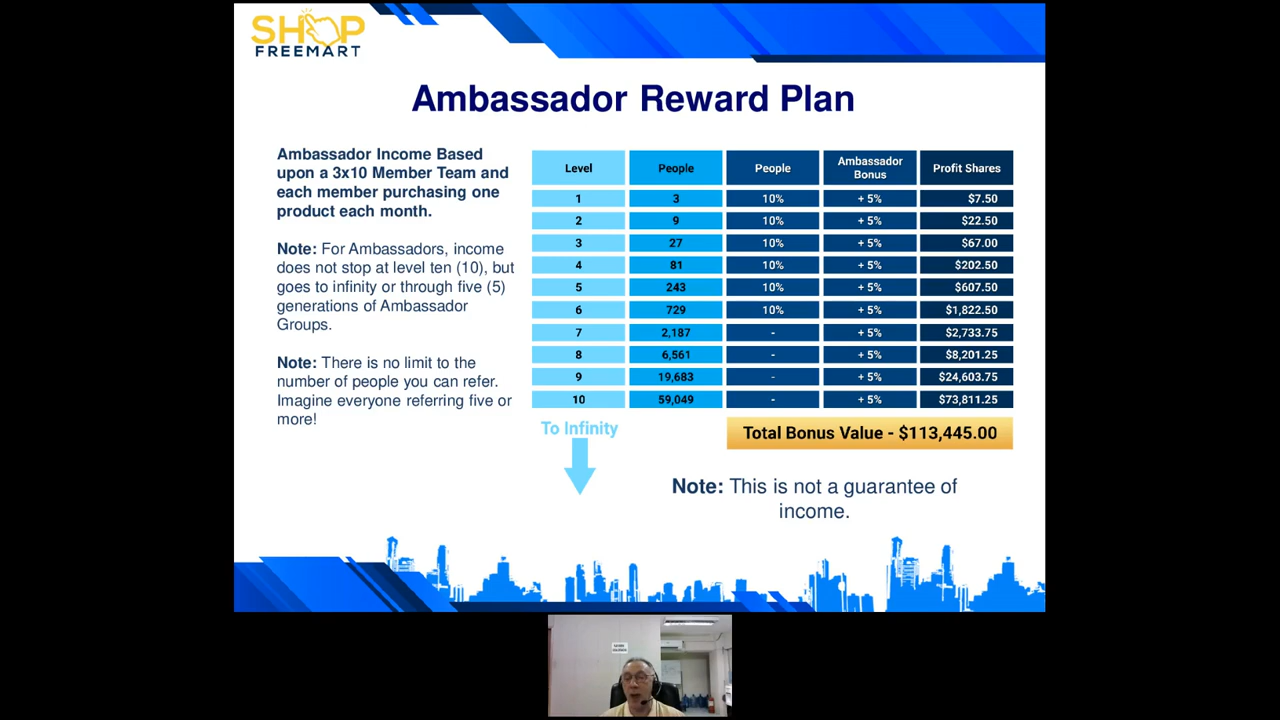 SHOP
FREEMART
Ambassador Reward Plan
Ambassador Income Based
upon a 3x10 Member Team and
each member purchasing one
product each month.
Note: For Ambassadors, income
does not stop at level ten (10), but
goes to infinity or through five (5)
generations of Ambassador
Groups.
Note: There is no limit to the
number of people you can refer.
Imagine everyone referring five or
more!
Level People People Ambassador Bonus Profit Shares
1 3 10% + 5% $7.50
2 9 10% + 5% $22.50
3 27 10% + 5% $67.00
4 81 10% + 5% $202.50
5 243 10% + 5% $607.50
6 729 10% + 5% $1,822.50
7 2,187 - + 5% $2,733.75
8 6,561 - + 5% $8,201.25
9 19,683 - + 5% $24,603.75
10 59,049 - + 5% $73,811.25
To Infinity
Total Bonus Value - $113,445.00
Note: This is not a guarantee of
income.